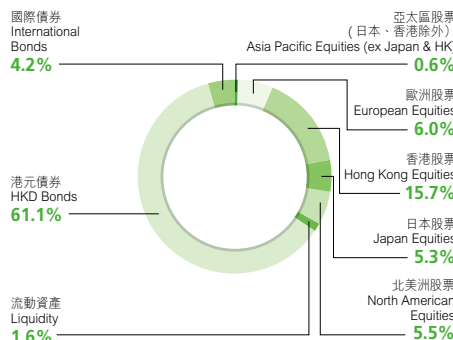 國際債券
International
Bonds
4.2%
港元債券
HKD Bonds
61.1%
流動資產
Liquidity
1.6%
亞太區股票
(日本、香港除外)
Asia Pacific Equities (ex Japan & HK)
0.6%
歐洲股票
European Equities
6.0%
香港股票
Hong Kong Equities
15.7%
日本股票
Japan Equities
5.3%
北美洲股票
North American
Equities
5.5%